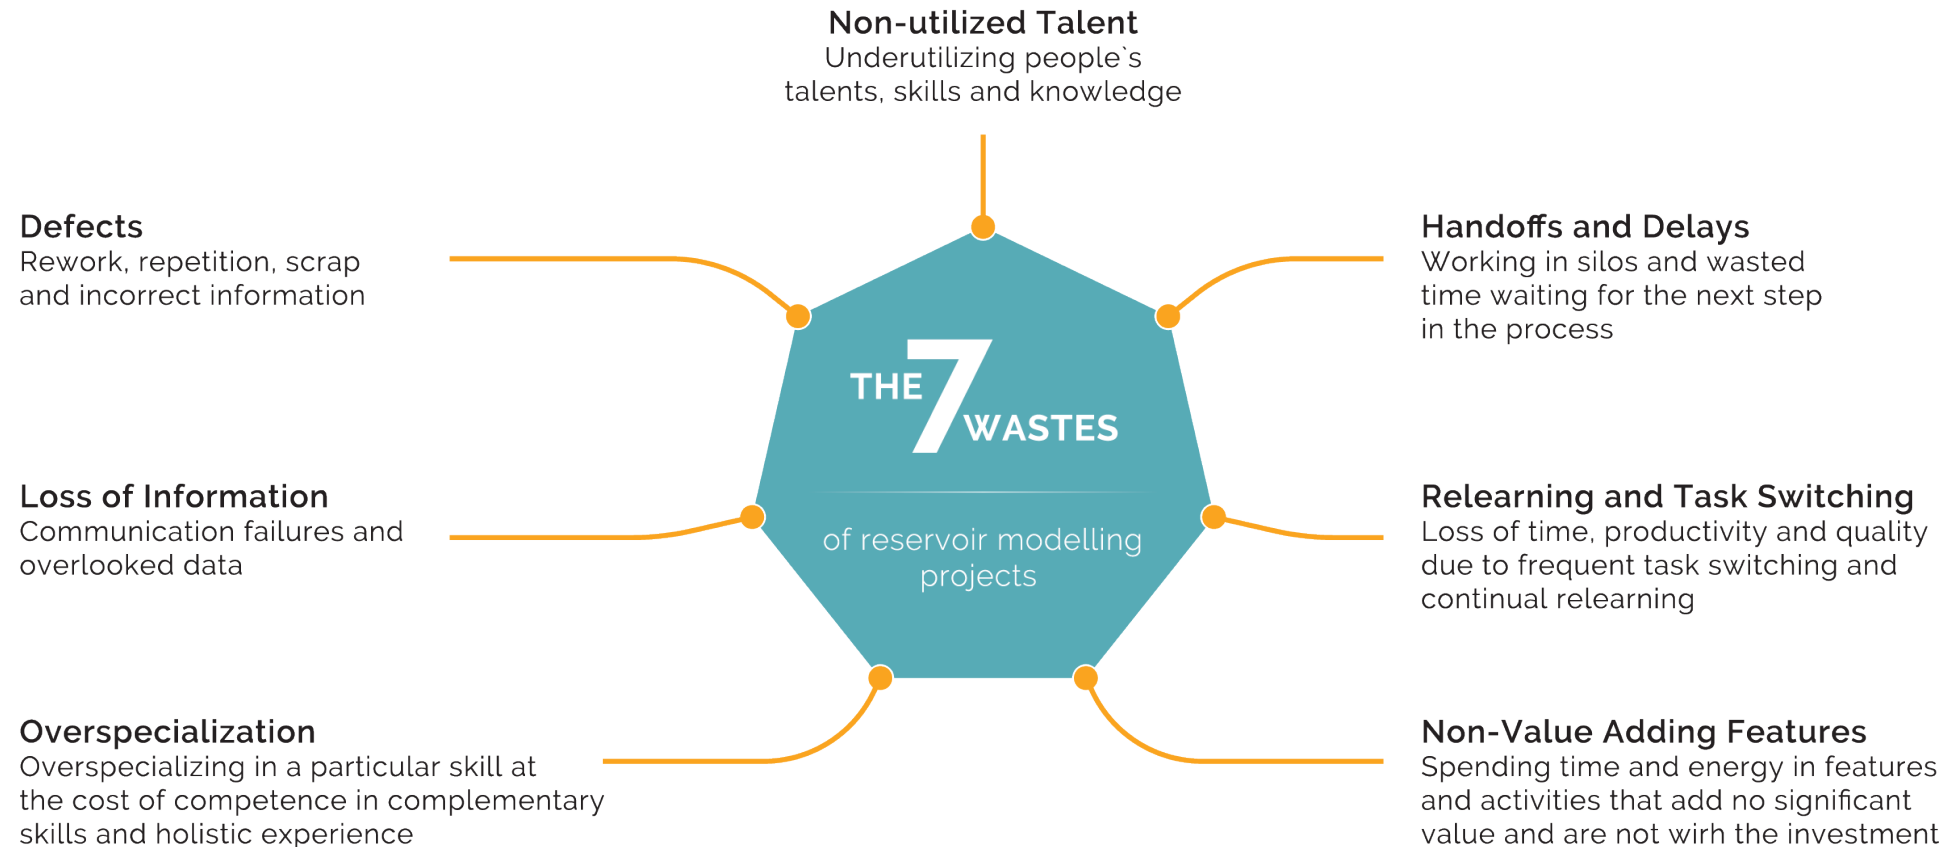 Non-utilized Talent
Underutilizing people`s
talents, skills and knowledge
Defects
Rework, repetition, scrap
and incorrect information
Handoffs and Delays
Working in silos and wasted
time waiting for the next step
in the process
THE 7 WASTES
of reservoir modelling
projects
Loss of Information
Communication failures and
overlooked data
Relearning and Task Switching
Loss of time, productivity and quality
due to frequent task switching and
continual relearning
Overspecialization
Overspecializing in a particular skill at
the cost of competence in complementary
skills and holistic experience
Non-Value Adding Features
Spending time and energy in features
and activities that add no significant
value and are not wirh the investment